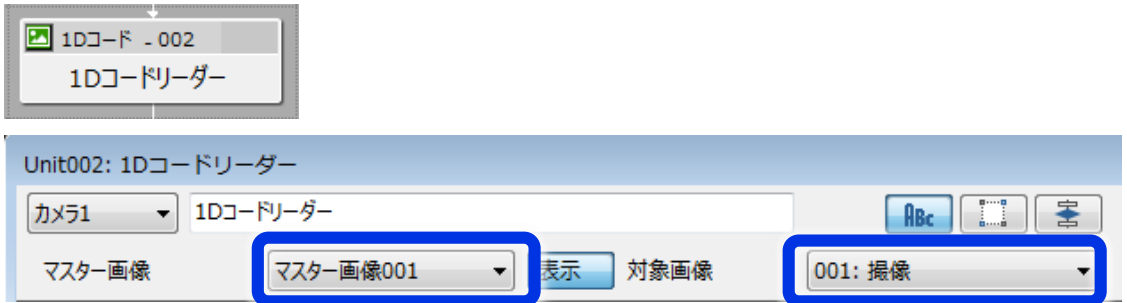 1Dコード - 002
1Dコードリーダー
Unit002: 1Dコードリーダー
カメラ1 1Dコードリーダー ABC
マスター画像 マスター画像001 表示 対象画像 001: 撮像